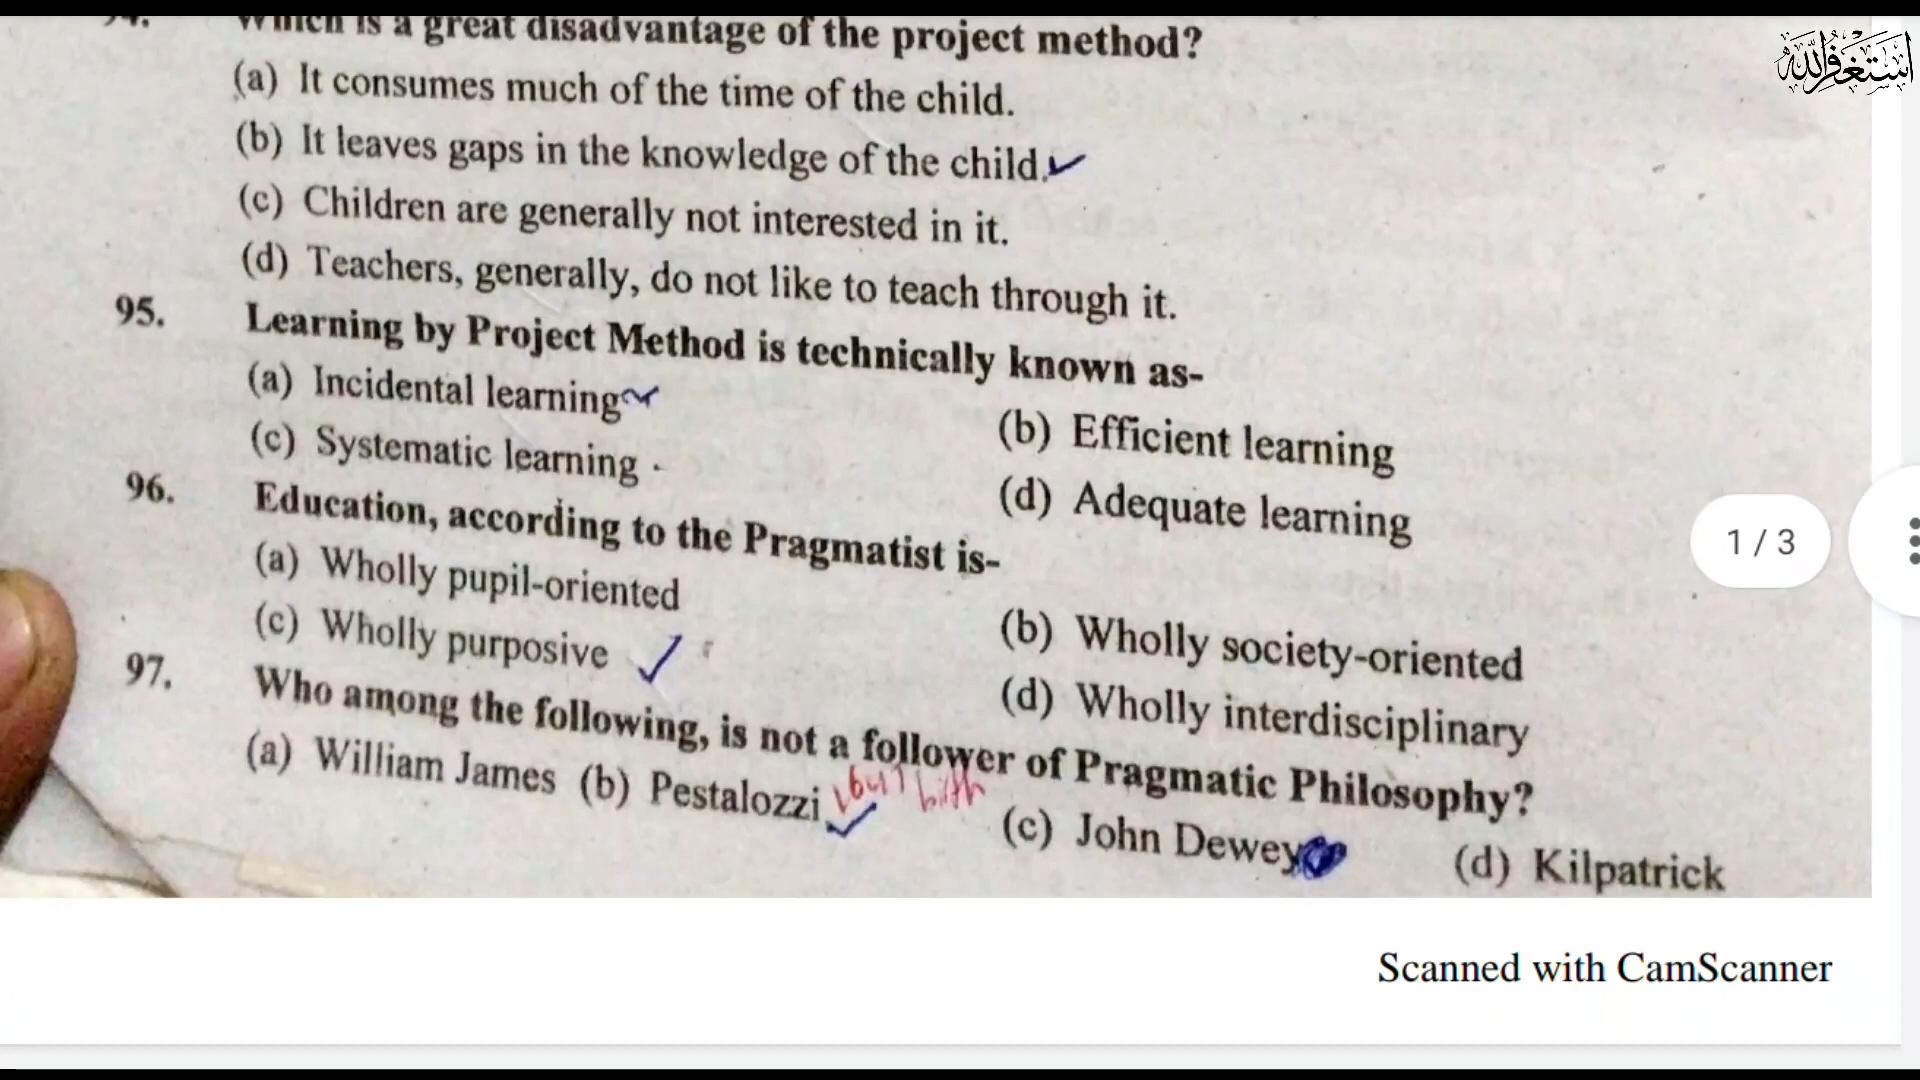 Which is a great disadvantage of the project method?
(a) It consumes much of the time of the child.
(b) It leaves gaps in the knowledge of the child.
(c) Children are generally not interested in it.
(d) Teachers, generally, do not like to teach through it.
95. Learning by Project Method is technically known as-
(a) Incidental learning
(b) Efficient learning
(c) Systematic learning
(d) Adequate learning
96. Education, according to the Pragmatist is-
(a) Wholly pupil-oriented
(b) Wholly society-oriented
(c) Wholly purposive
(d) Wholly interdisciplinary
97. Who among the following, is not a follower of Pragmatic Philosophy?
(a) William James (b) Pestalozzi (c) John Dewey (d) Kilpatrick
Scanned with CamScanner
1 / 3
أستغفر الله